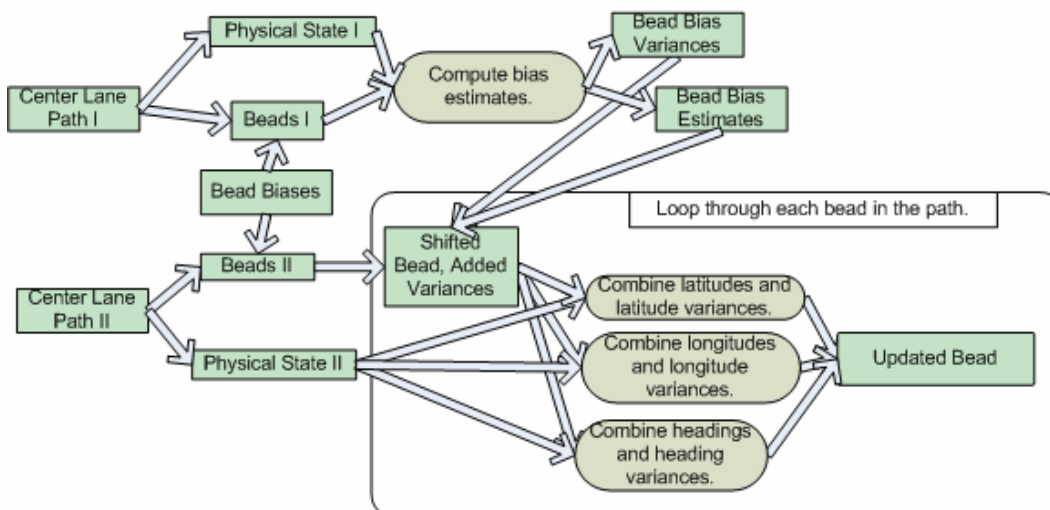 Physical State I
Bead Bias
Variances
Center Lane
Path I
Compute bias
estimates.
Beads I
Bead Bias
Estimates
Bead Biases
Loop through each bead in the path.
Shifted
Bead, Added
Variances
Beads II
Center Lane
Path II
Combine latitudes and
latitude variances.
Physical State II
Combine longitudes
and longitude
variances.
Updated Bead
Combine headings
and heading
variances.